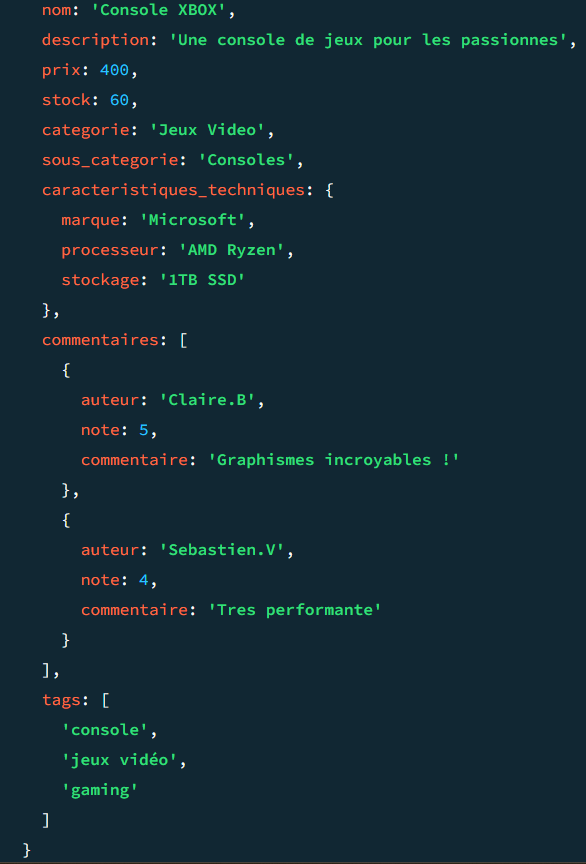 nom: 'Console XBOX',
description: 'Une console de jeux pour les passionnes',
prix: 400,
stock: 60,
categorie: 'Jeux Video',
sous_categorie: 'Consoles',
caracteristiques_techniques: {
marque: 'Microsoft',
processeur: 'AMD Ryzen',
stockage: '1TB SSD'
},
commentaires: [
{
auteur: 'Claire.B',
note: 5,
commentaire: 'Graphismes incroyables !'
},
{
auteur: 'Sebastien.V',
note: 4,
commentaire: 'Tres performante'
}
],
tags: [
'console',
'jeux vidéo',
'gaming'
]
}